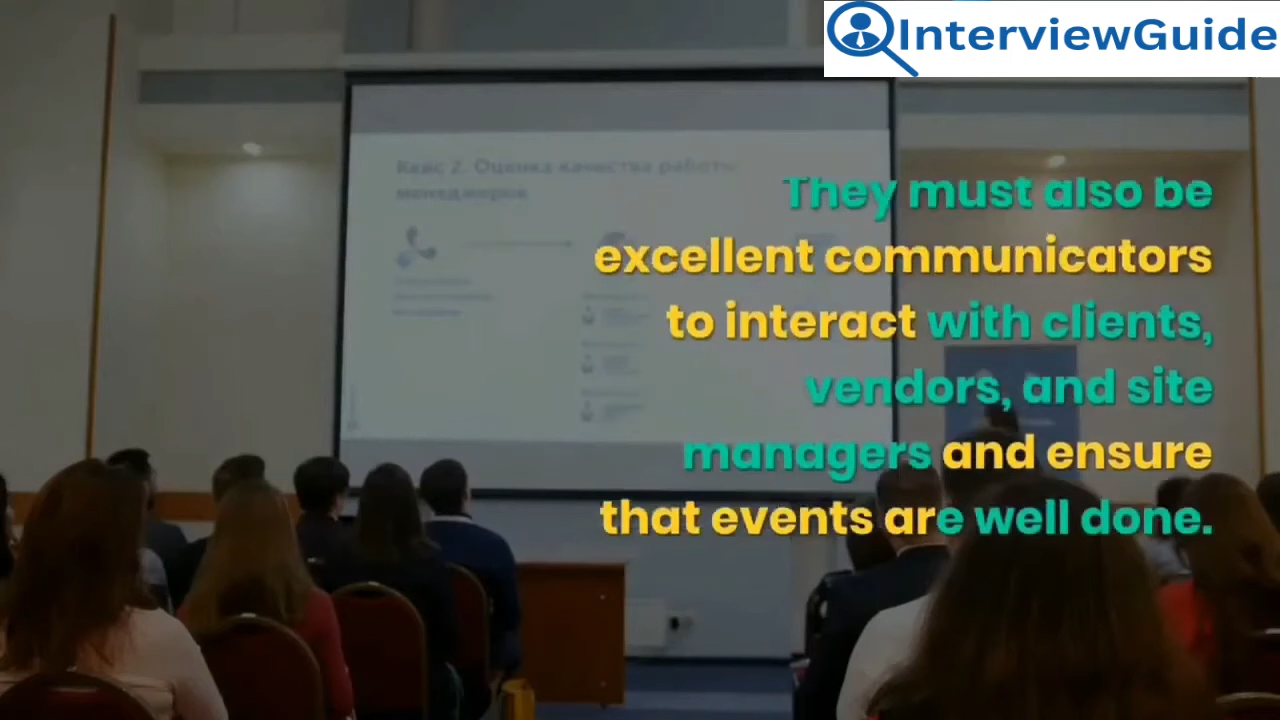 InterviewGuide
Кейс 2. Оценка качества работы
менеджеров
They must also be
excellent communicators
to interact with clients,
vendors, and site
managers and ensure
that events are well done.